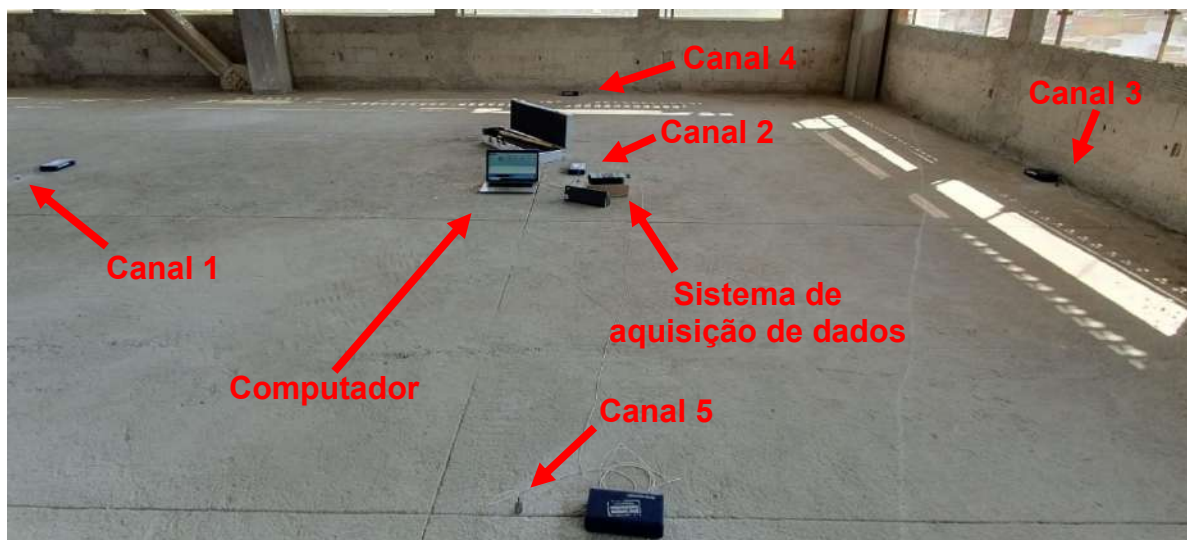 Canal 4
Canal 3
Canal 2
Canal 1
Sistema de
aquisição de dados
Computador
Canal 5